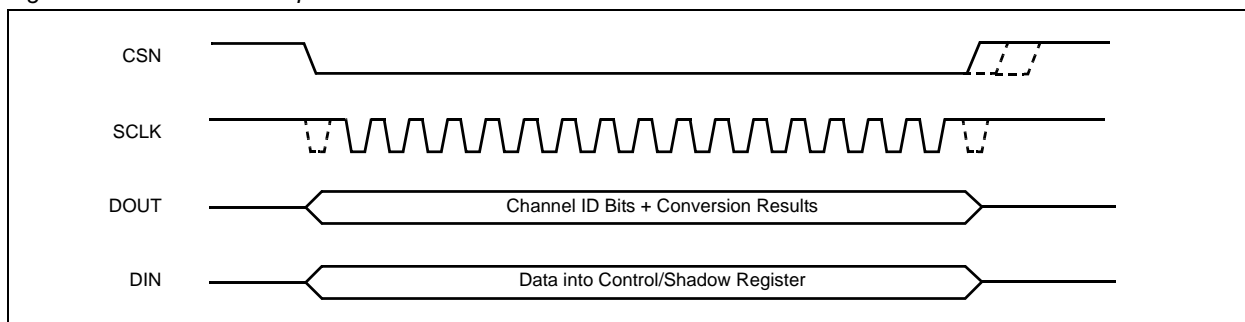 CSN
SCLK
DOUT
Channel ID Bits + Conversion Results
DIN
Data into Control/Shadow Register